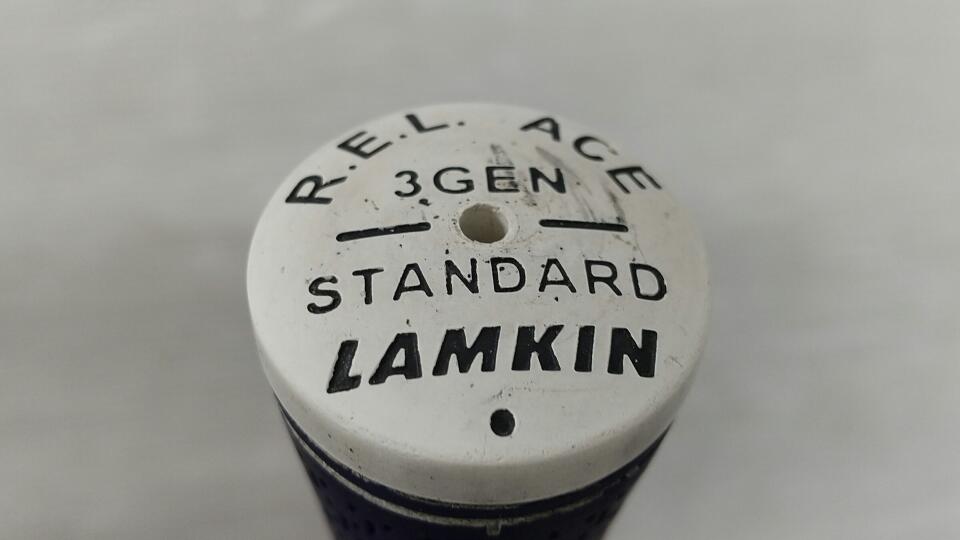 R.E.L. ACE
3GEN
STANDARD
LAMKIN